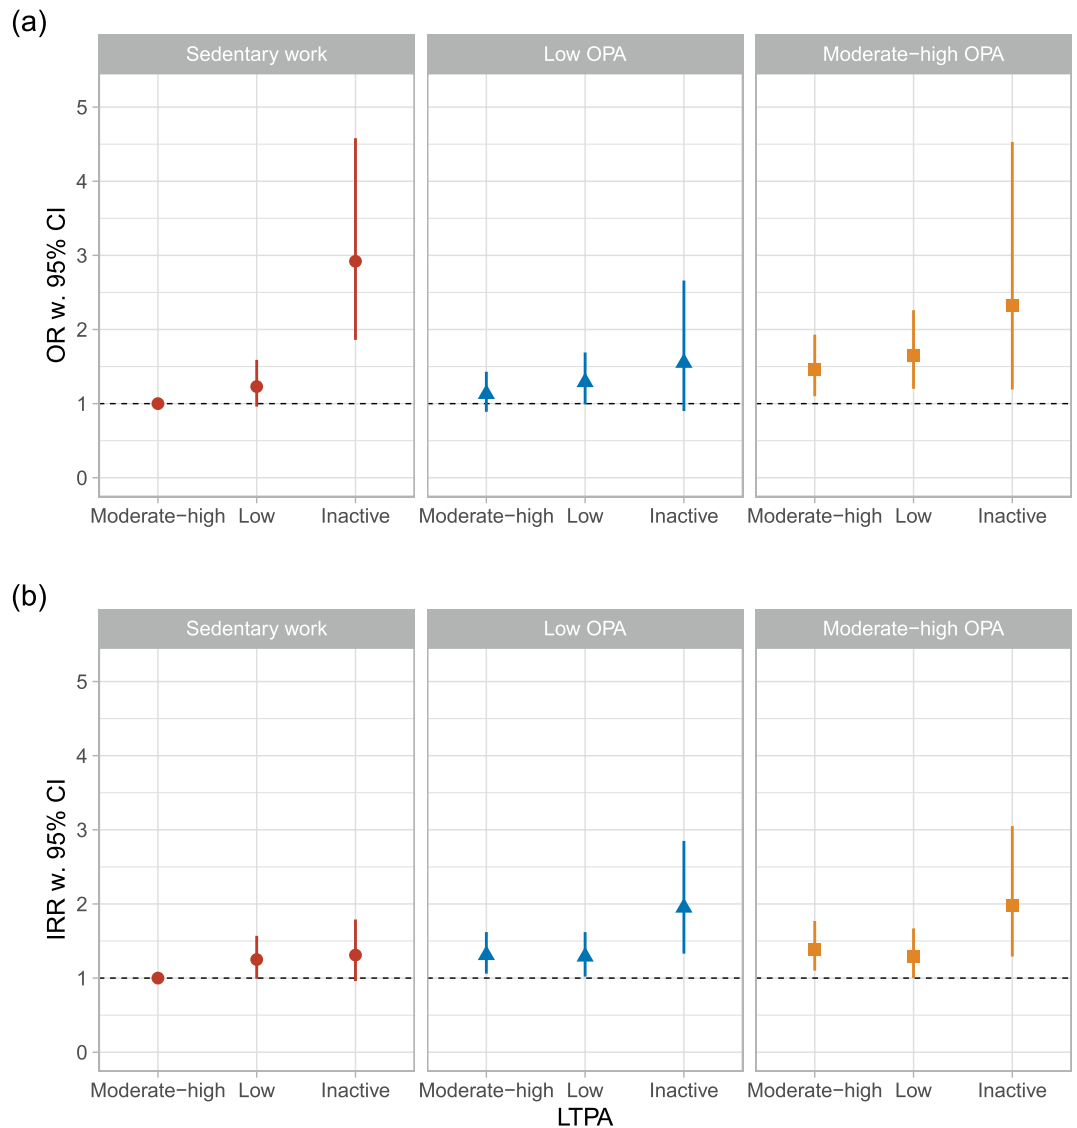 (a)
Sedentary work Low OPA Moderate−high OPA
OR w. 95% CI
5
4
3
2
1
0
Moderate−high Low Inactive Moderate−high Low Inactive Moderate−high Low Inactive
(b)
Sedentary work Low OPA Moderate−high OPA
IRR w. 95% CI
5
4
3
2
1
0
Moderate−high Low Inactive Moderate−high Low Inactive Moderate−high Low Inactive
LTPA